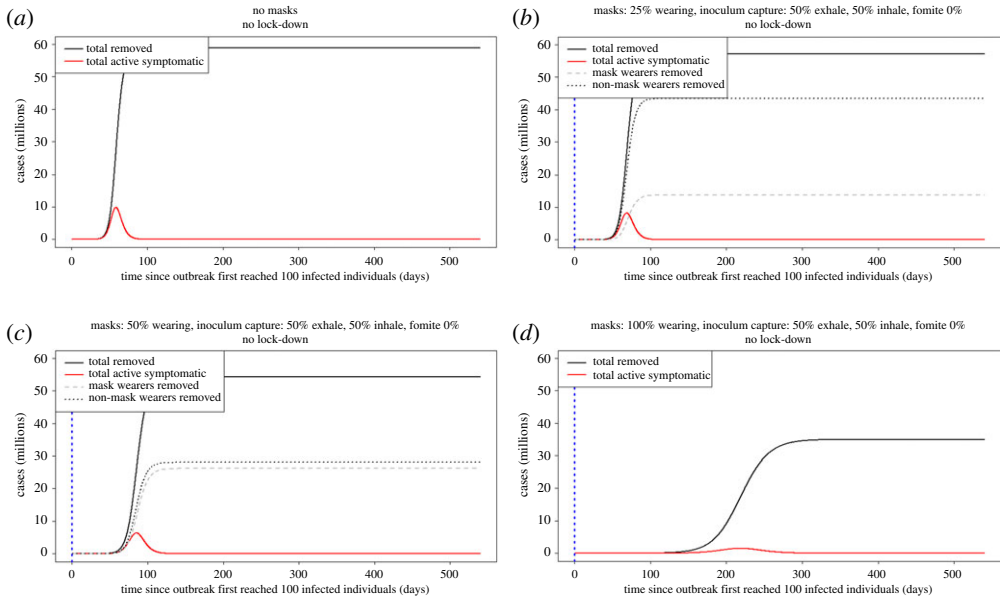 (a)
no masks
no lock-down
total removed
total active symptomatic
cases (millions)
60
50
40
30
20
10
0
0 100 200 300 400 500
time since outbreak first reached 100 infected individuals (days)
(b)
masks: 25% wearing, inoculum capture: 50% exhale, 50% inhale, fomite 0%
no lock-down
total removed
total active symptomatic
mask wearers removed
non-mask wearers removed
cases (millions)
60
50
40
30
20
10
0
0 100 200 300 400 500
time since outbreak first reached 100 infected individuals (days)
(c)
masks: 50% wearing, inoculum capture: 50% exhale, 50% inhale, fomite 0%
no lock-down
total removed
total active symptomatic
mask wearers removed
non-mask wearers removed
cases (millions)
60
50
40
30
20
10
0
0 100 200 300 400 500
time since outbreak first reached 100 infected individuals (days)
(d)
masks: 100% wearing, inoculum capture: 50% exhale, 50% inhale, fomite 0%
no lock-down
total removed
total active symptomatic
cases (millions)
60
50
40
30
20
10
0
0 100 200 300 400 500
time since outbreak first reached 100 infected individuals (days)